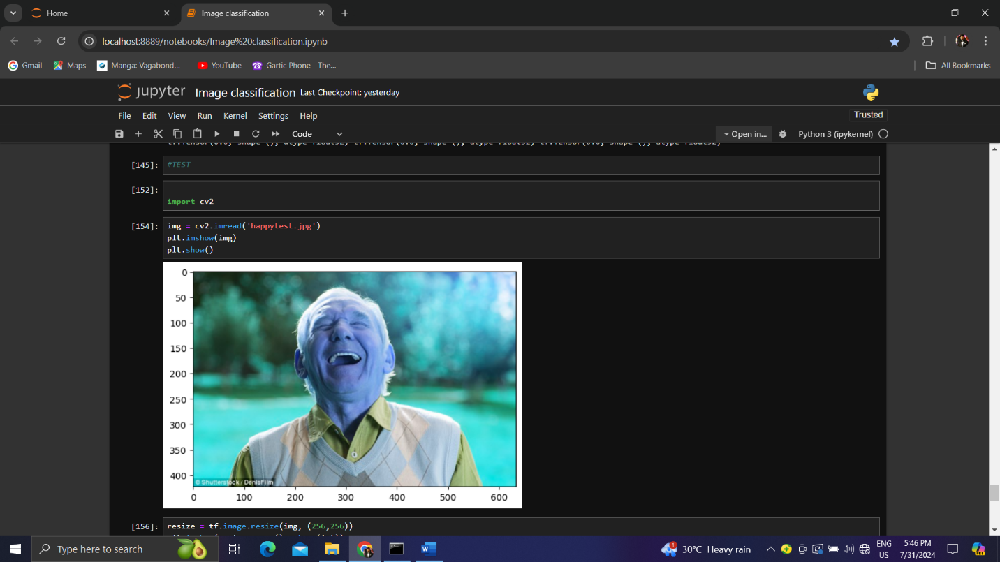 Home
Image classification
localhost:8889/notebooks/Image%20classification.ipynb
Gmail
Maps
Manga: Vagabond...
YouTube
Gartic Phone - The...
All Bookmarks
jupyter
Image classification Last Checkpoint: yesterday
File Edit View Run Kernel Settings Help
Trusted
Code
Open in...
Python 3 (ipykernel)
[145]: #TEST
[152]:
import cv2
[154]: img = cv2.imread('happytest.jpg')
plt.imshow(img)
plt.show()
0
50
100
150
200
250
300
350
400
© Shutterstock / DenisFilm
0 100 200 300 400 500 600
[156]: resize = tf.image.resize(img, (256,256))
Type here to search
30°C Heavy rain
ENG
US
5:46 PM
7/31/2024